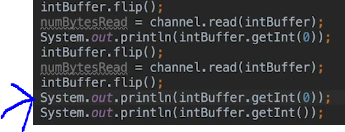 intBuffer.flip();
numBytesRead = channel.read(intBuffer);
System.out.println(intBuffer.getInt(0));
intBuffer.flip();
numBytesRead = channel.read(intBuffer);
intBuffer.flip();
System.out.println(intBuffer.getInt(0));
System.out.println(intBuffer.getInt());